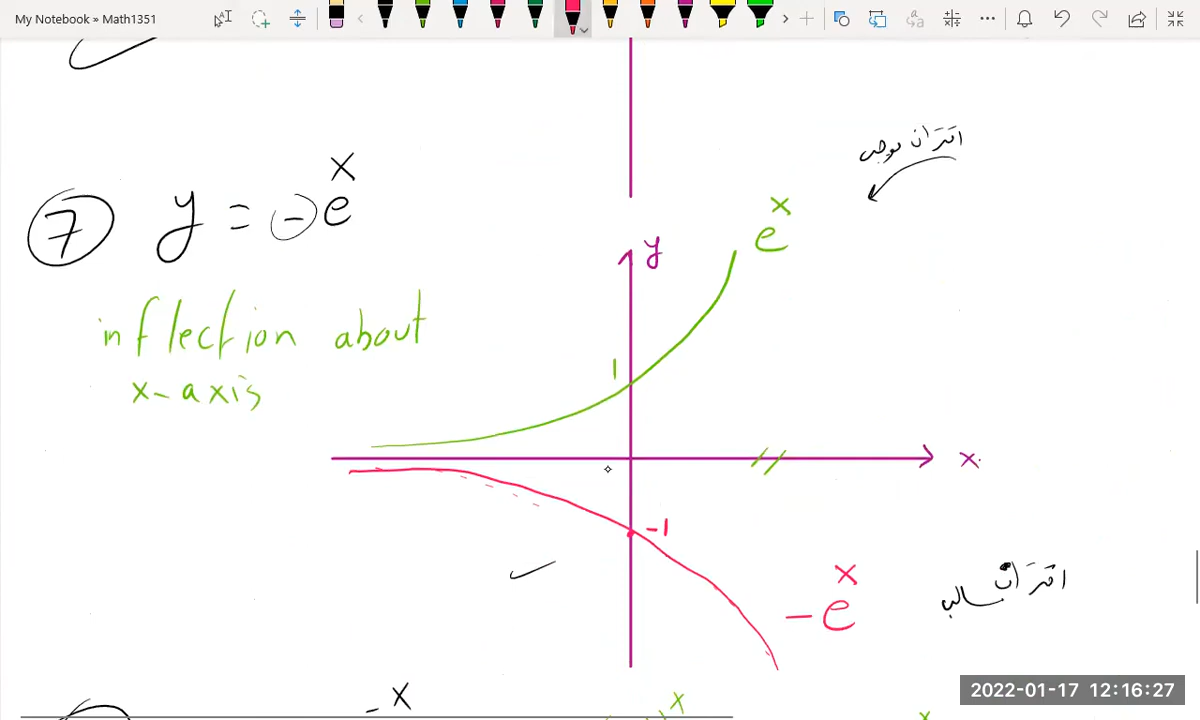 My Notebook » Math1351
اقتران موجب
7 y = -e^x
e^x
y
inflection about
x-axis
1
x
-1
-e^x
اقتران سالب
2022-01-17 12:16:27
-x
x
x